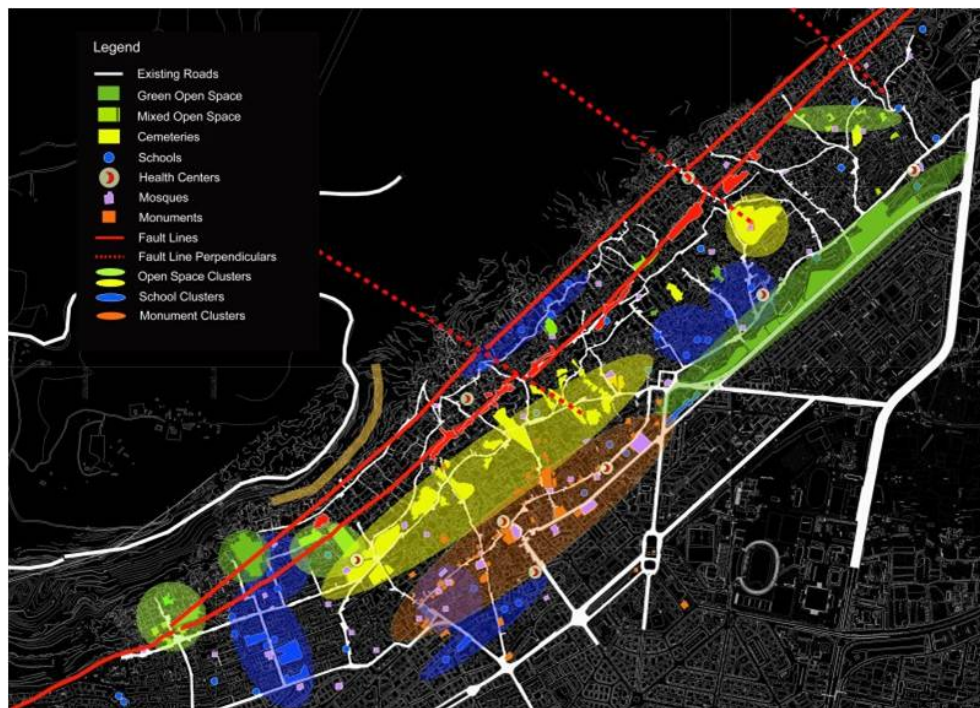 Legend
Existing Roads
Green Open Space
Mixed Open Space
Cemeteries
Schools
Health Centers
Mosques
Monuments
Fault Lines
Fault Line Perpendiculars
Open Space Clusters
School Clusters
Monument Clusters